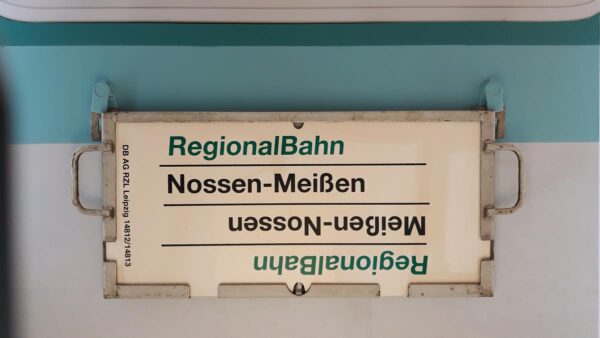 RegionalBahn
Nossen-Meißen
Meißen-Nossen
RegionalBahn
DB AG RZL Leipzig 14812/14813